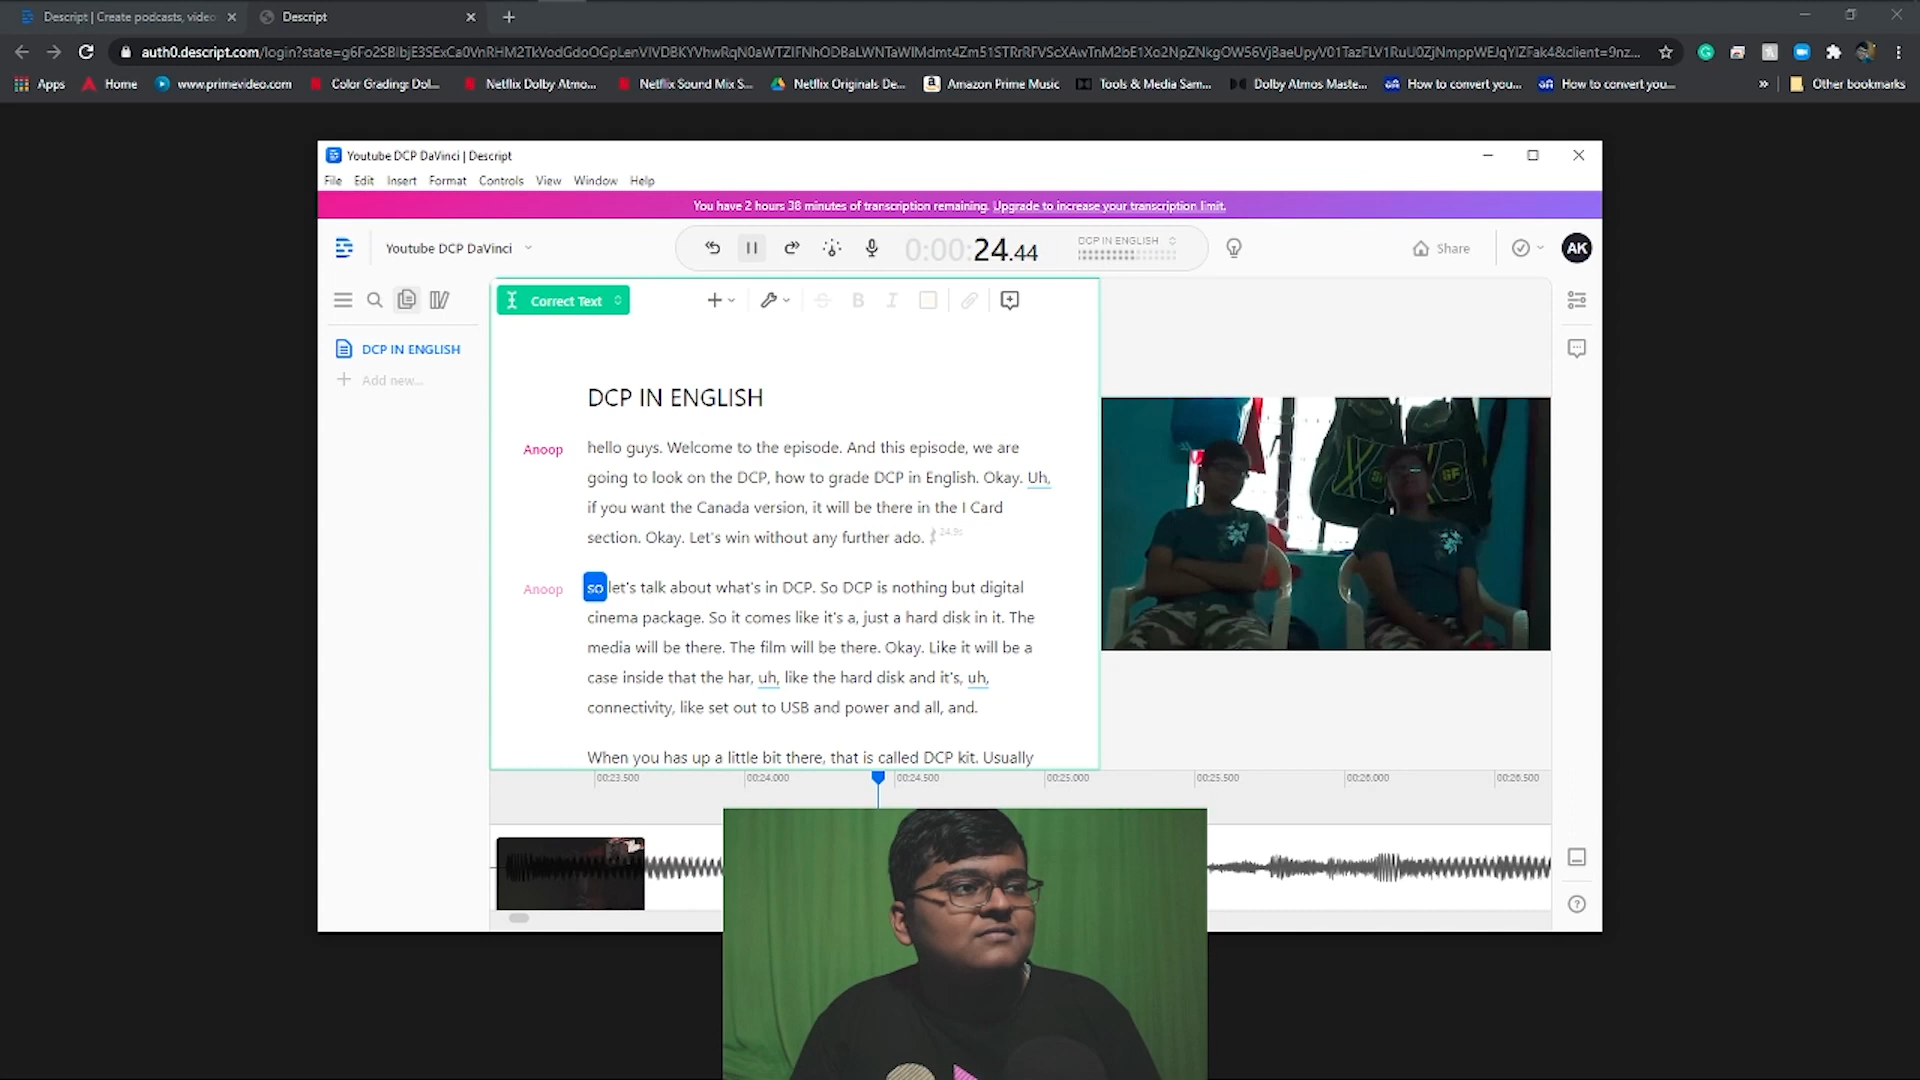 Descript | Create podcasts, video
Descript
auth0.descript.com
Apps
Home
www.primevideo.com
Color Grading: Dol...
Netflix Dolby Atmo...
Netflix Sound Mix S...
Netflix Originals De...
Amazon Prime Music
Tools & Media Sam...
Dolby Atmos Maste...
How to convert you...
How to convert you...
Other bookmarks
Youtube DCP DaVinci | Descript
File Edit Insert Format Controls View Window Help
You have 2 hours 38 minutes of transcription remaining. Upgrade to increase your transcription limit.
Youtube DCP DaVinci
0:00:24.44
DCP IN ENGLISH
Share
AK
Correct Text
B I
DCP IN ENGLISH
Add new...
DCP IN ENGLISH
Anoop
hello guys. Welcome to the episode. And this episode, we are
going to look on the DCP, how to grade DCP in English. Okay. Uh,
if you want the Canada version, it will be there in the I Card
section. Okay. Let's win without any further ado. 24.9s
Anoop
so let's talk about what's in DCP. So DCP is nothing but digital
cinema package. So it comes like it's a, just a hard disk in it. The
media will be there. The film will be there. Okay. Like it will be a
case inside that the har, uh, like the hard disk and it's, uh,
connectivity, like set out to USB and power and all, and.
When you has up a little bit there, that is called DCP kit. Usually
00:23.500 00:24.000 00:24.500 00:25.000 00:25.500 00:26.000 00:26.500
SF
SF